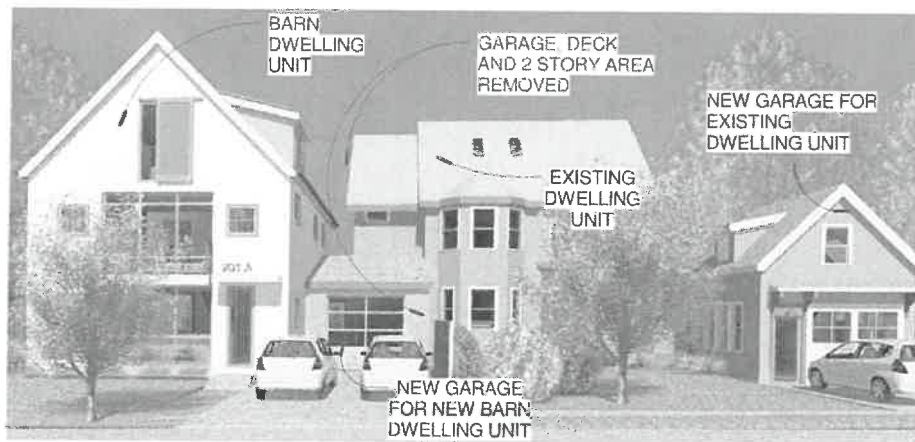 BARN
DWELLING
UNIT
GARAGE, DECK
AND 2 STORY AREA
REMOVED
NEW GARAGE FOR
EXISTING
DWELLING UNIT
EXISTING
DWELLING
UNIT
NEW GARAGE
FOR NEW BARN
DWELLING UNIT